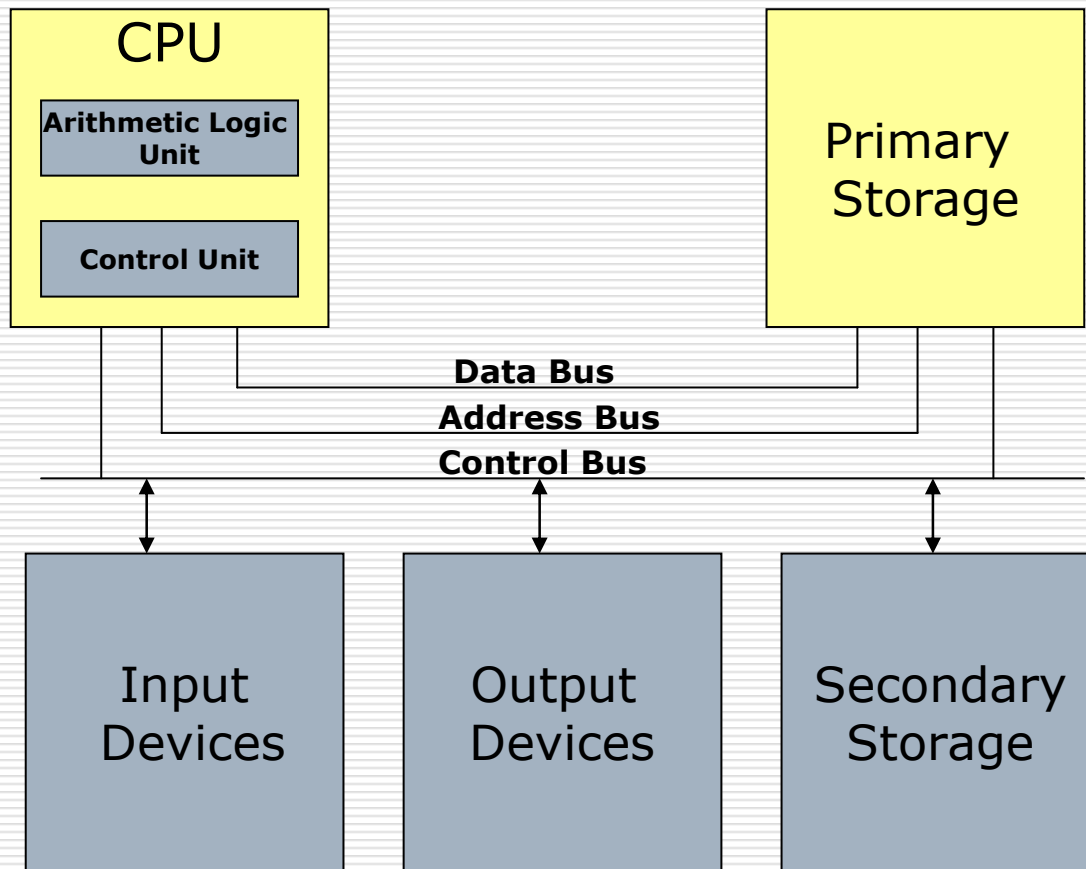 CPU
Arithmetic Logic
Unit
Control Unit
Primary
Storage
Data Bus
Address Bus
Control Bus
Input
Devices
Output
Devices
Secondary
Storage